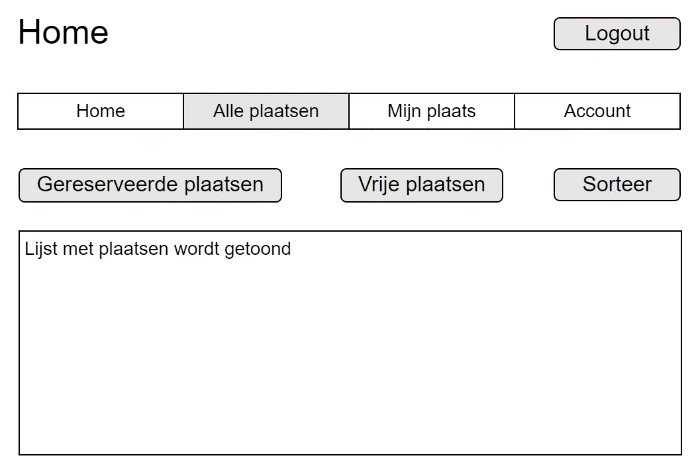 Home
Logout
Home
Alle plaatsen
Mijn plaats
Account
Gereserveerde plaatsen
Vrije plaatsen
Sorteer
Lijst met plaatsen wordt getoond